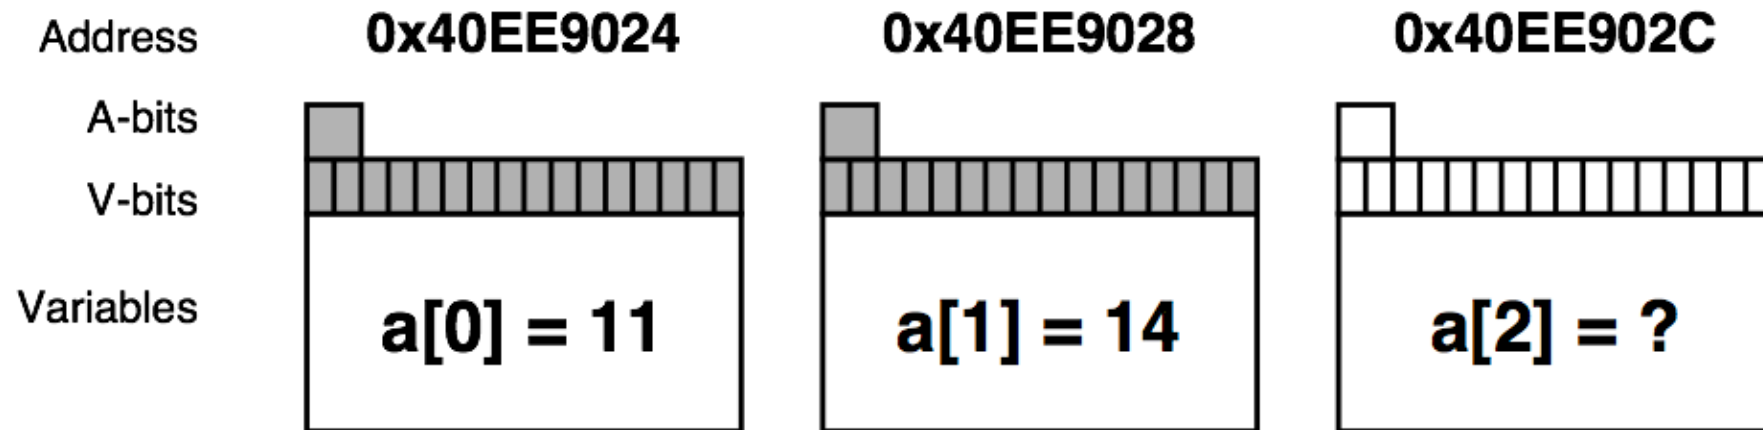 Address 0x40EE9024 0x40EE9028 0x40EE902C
A-bits
V-bits
Variables a[0] = 11 a[1] = 14 a[2] = ?